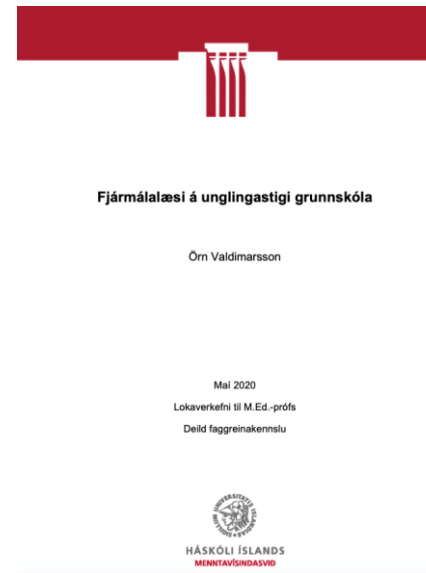 Fjármálalæsi á unglingastigi grunnskóla
Örn Valdimarsson
Maí 2020
Lokaverkefni til M.Ed.-prófs
Deild faggreinakennslu
HÁSKÓLI ÍSLANDS
MENNTAVÍSINDASVIÐ